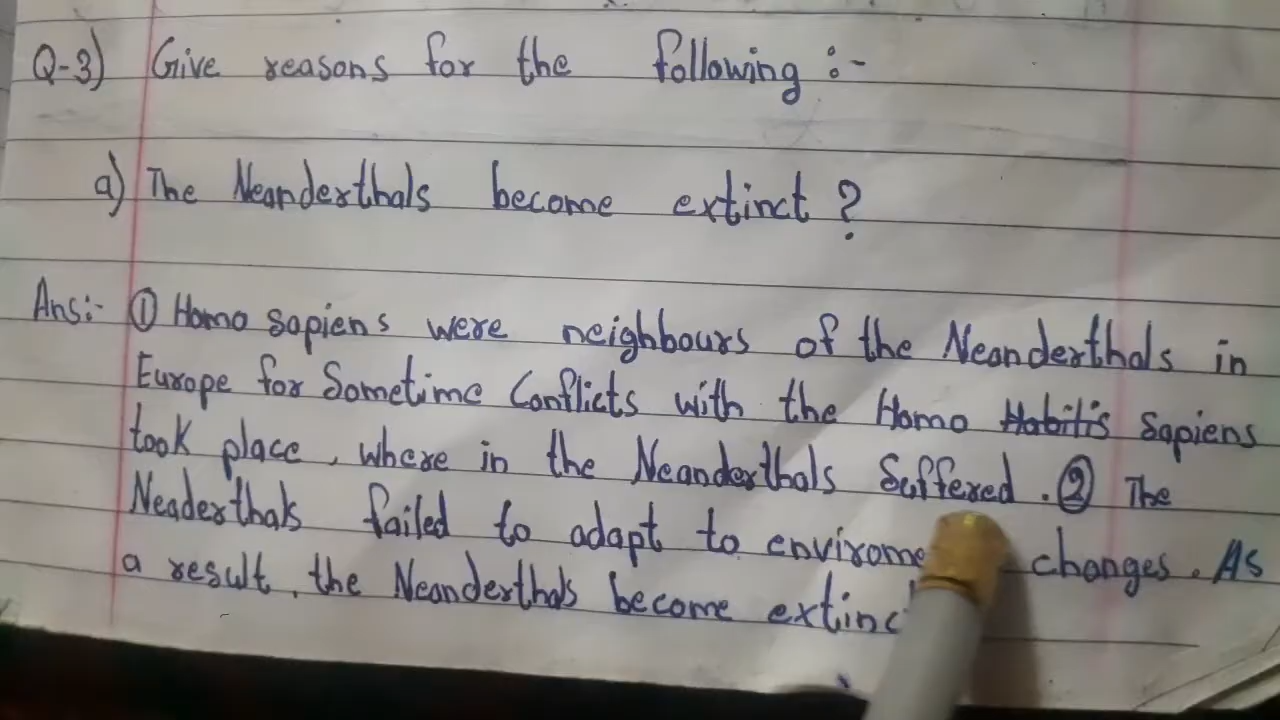 Q-3) Give reasons for the following :-
a) The Neanderthals become extinct ?
Ans:- ① Homo sapiens were neighbours of the Neanderthals in
Europe for Sometime Conflicts with the Homo Habitis Sapiens
took place, where in the Neanderthals Suffered. ② The
Neaderthals failed to adapt to envirome changes. As
a result, the Neanderthals become extinc